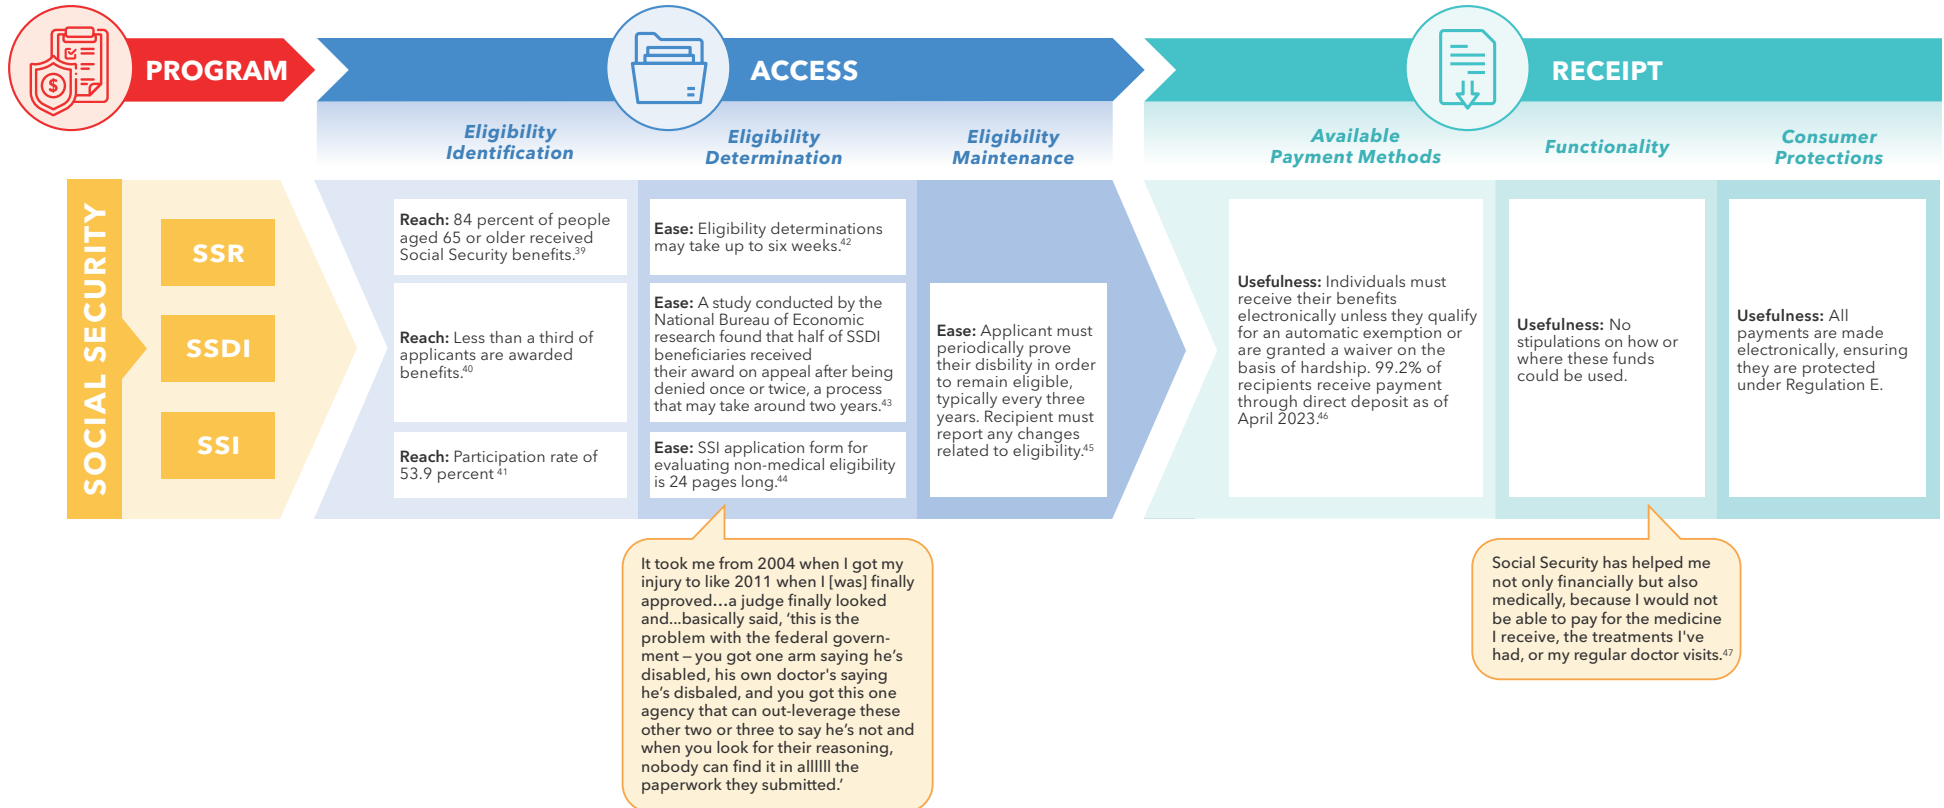 PROGRAM
ACCESS
RECEIPT
Eligibility
Identification
Eligibility
Determination
Eligibility
Maintenance
Available
Payment Methods
Functionality
Consumer
Protections
SOCIAL SECURITY
SSR
SSDI
SSI
Reach: 84 percent of people
aged 65 or older received
Social Security benefits.39
Reach: Less than a third of
applicants are awarded
benefits.40
Reach: Participation rate of
53.9 percent 41
Ease: Eligibility determinations
may take up to six weeks.42
Ease: A study conducted by the
National Bureau of Economic
research found that half of SSDI
beneficiaries received
their award on appeal after being
denied once or twice, a process
that may take around two years.43
Ease: SSI application form for
evaluating non-medical eligibility
is 24 pages long.44
Ease: Applicant must
periodically prove
their disbility in order
to remain eligible,
typically every three
years. Recipient must
report any changes
related to eligibility.45
Usefulness: Individuals must
receive their benefits
electronically unless they qualify
for an automatic exemption or
are granted a waiver on the
basis of hardship. 99.2% of
recipients receive payment
through direct deposit as of
April 2023.46
Usefulness: No
stipulations on how or
where these funds
could be used.
Usefulness: All
payments are made
electronically, ensuring
they are protected
under Regulation E.
It took me from 2004 when I got my
injury to like 2011 when I [was] finally
approved...a judge finally looked
and...basically said, ‘this is the
problem with the federal govern-
ment – you got one arm saying he’s
disabled, his own doctor's saying
he’s disbaled, and you got this one
agency that can out-leverage these
other two or three to say he’s not and
when you look for their reasoning,
nobody can find it in allllll the
paperwork they submitted.’
Social Security has helped me
not only financially but also
medically, because I would not
be able to pay for the medicine
I receive, the treatments I've
had, or my regular doctor visits.47